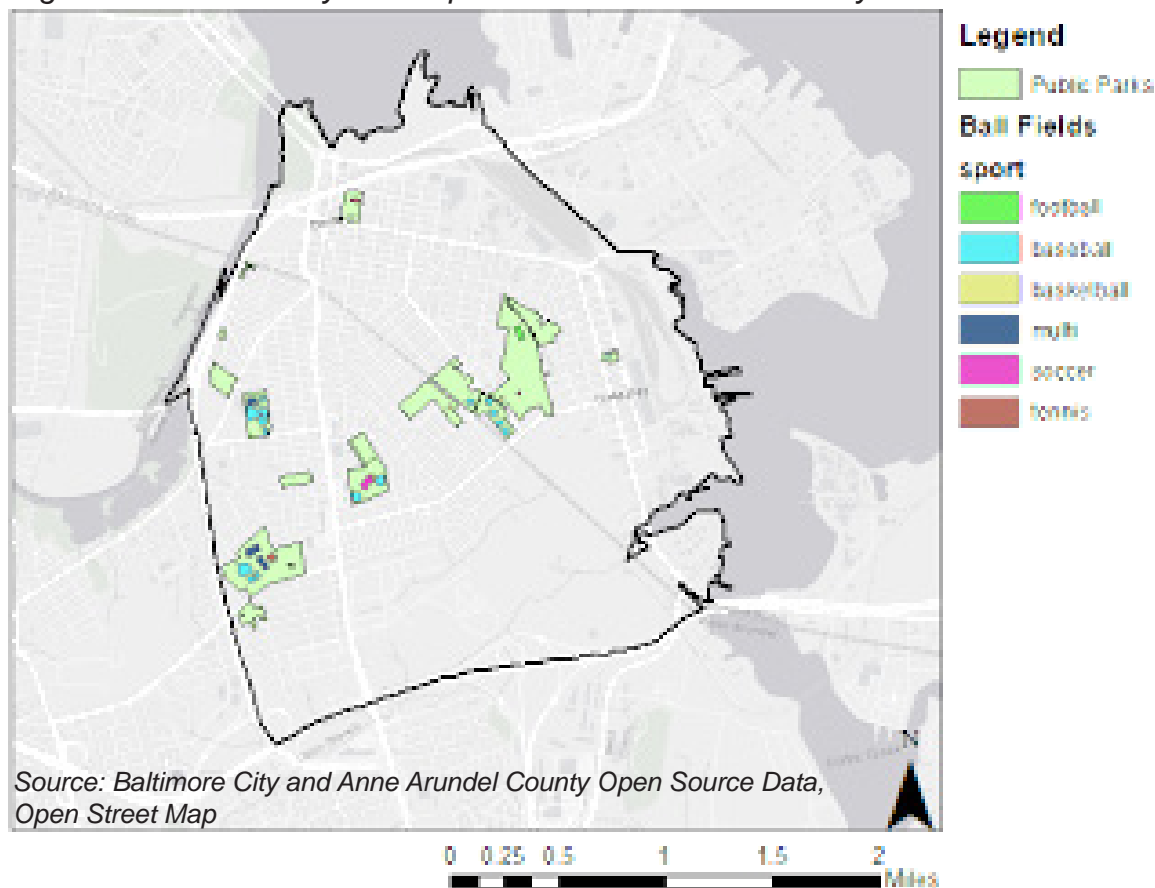 Legend
Public Parks
Ball Fields
sport
football
baseball
basketball
multi
soccer
tennis
N
Source: Baltimore City and Anne Arundel County Open Source Data,
Open Street Map
0 0.25 0.5 1 1.5 2
Miles